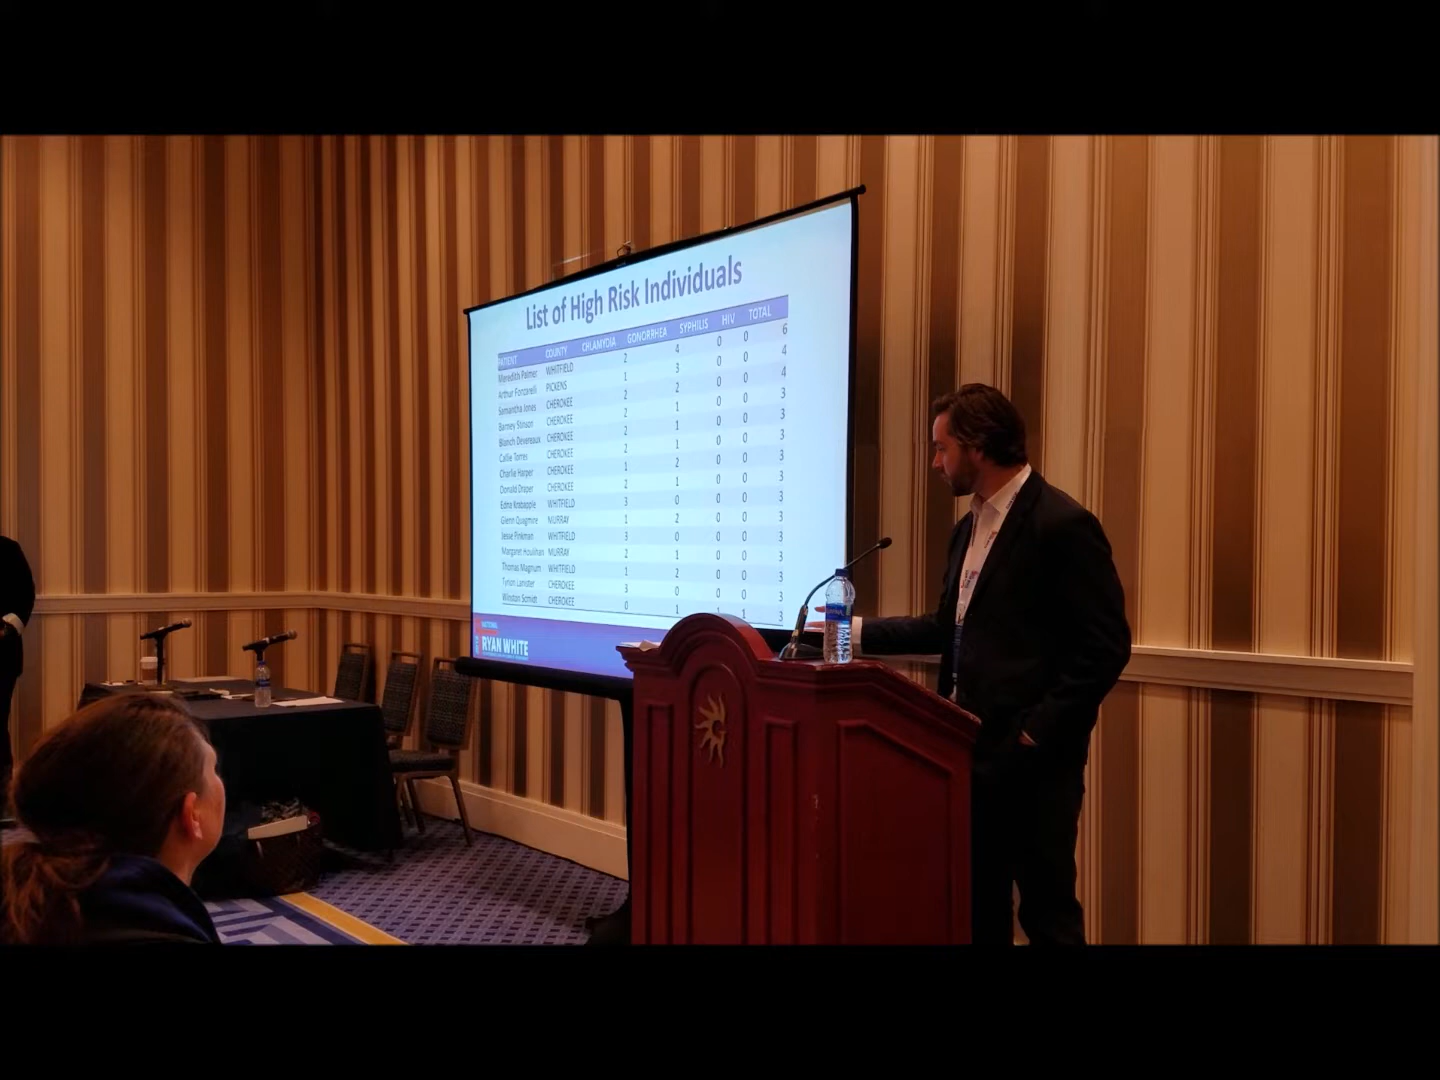 List of High Risk Individuals
PATIENT COUNTY CHLAMYDIA GONORRHEA SYPHILIS HIV TOTAL
Meredith Palmer WHITFIELD 2 4 0 0 6
Arthur Fonzarelli PICKENS 1 3 0 0 4
Samantha Jones CHEROKEE 2 2 0 0 4
Barney Stinson CHEROKEE 2 1 0 0 3
Blanch Devereaux CHEROKEE 2 1 0 0 3
Callie Torres CHEROKEE 2 1 0 0 3
Charlie Harper CHEROKEE 1 2 0 0 3
Donald Draper CHEROKEE 2 1 0 0 3
Edna Krabapple WHITFIELD 3 0 0 0 3
Glenn Quagmire MURRAY 1 2 0 0 3
Jesse Pinkman WHITFIELD 3 0 0 0 3
Margaret Houlihan MURRAY 2 1 0 0 3
Thomas Magnum WHITFIELD 1 2 0 0 3
Tyrion Lanister CHEROKEE 3 0 0 0 3
Winston Scmidt CHEROKEE 0 1 1 1 3
NATIONAL
RYAN WHITE